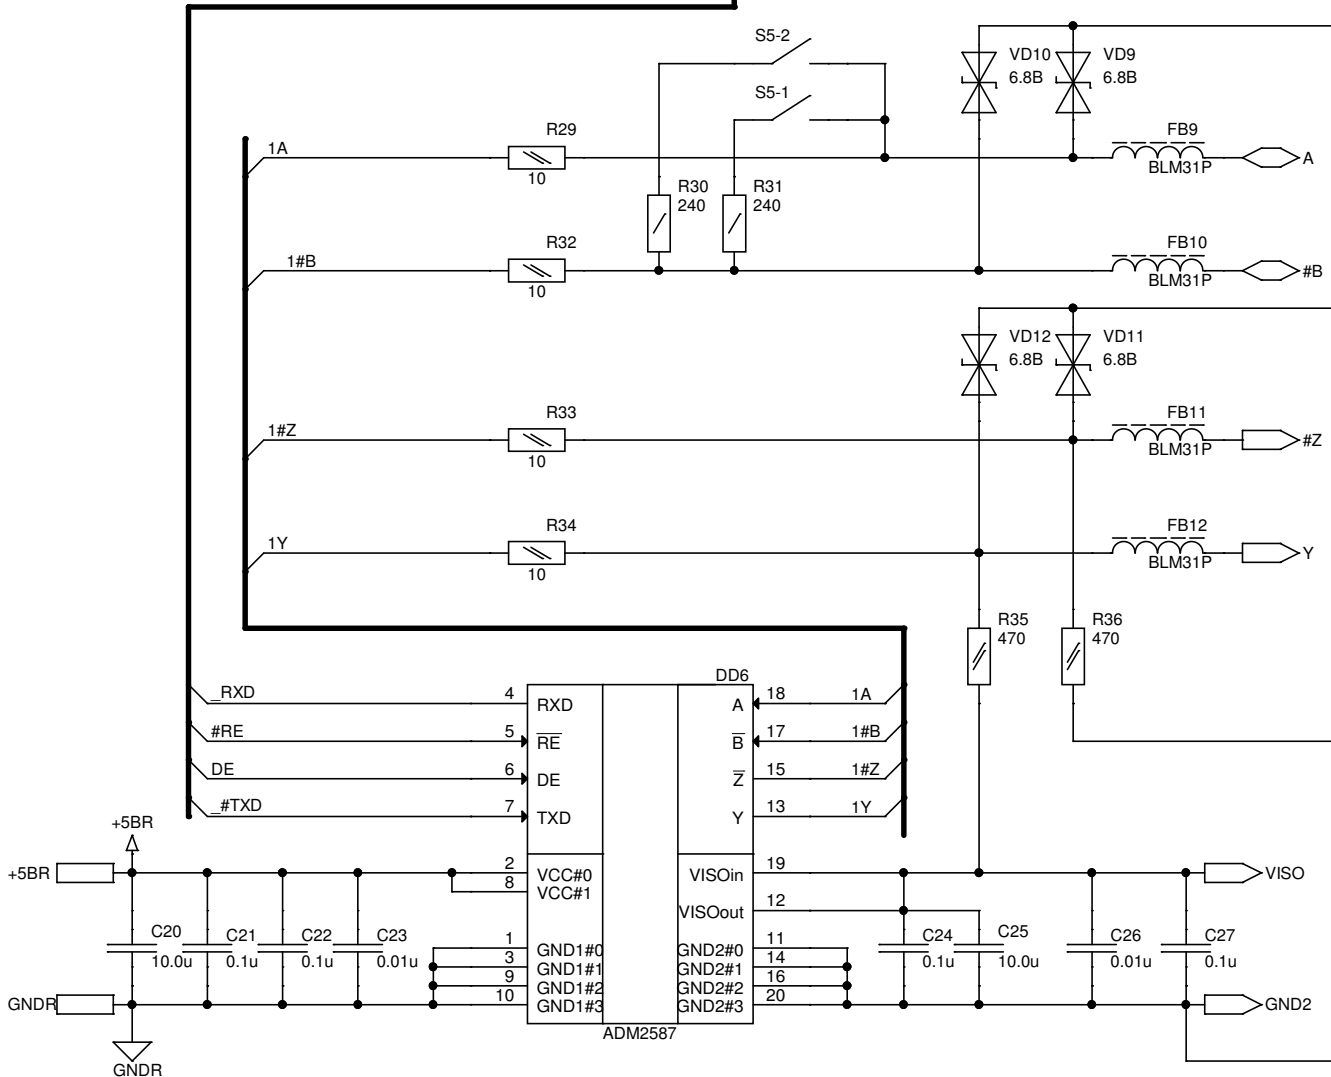 S5-2
VD10
VD9
6.8B
6.8B
S5-1
R29
FB9
1A
A
10
BLM31P
R30
R31
240
240
R32
FB10
1#B
#B
10
BLM31P
VD12
VD11
6.8B
6.8B
R33
FB11
1#Z
#Z
10
BLM31P
R34
FB12
1Y
Y
10
BLM31P
R35
R36
470
470
DD6
_RXD
4
RXD
A
18
1A
#RE
5
RE
B
17
1#B
DE
6
DE
Z
15
1#Z
_#TXD
7
TXD
Y
13
1Y
+5BR
+5BR
2
VCC#0
VISOin
19
VISO
8
VCC#1
VISOout
12
C20
C21
C22
C23
10.0u
0.1u
0.1u
0.01u
C24
C25
C26
C27
0.1u
10.0u
0.01u
0.1u
1
GND1#0
GND2#0
11
3
GND1#1
GND2#1
14
9
GND1#2
GND2#2
16
GNDR
10
GND1#3
GND2#3
20
GND2
ADM2587
GNDR